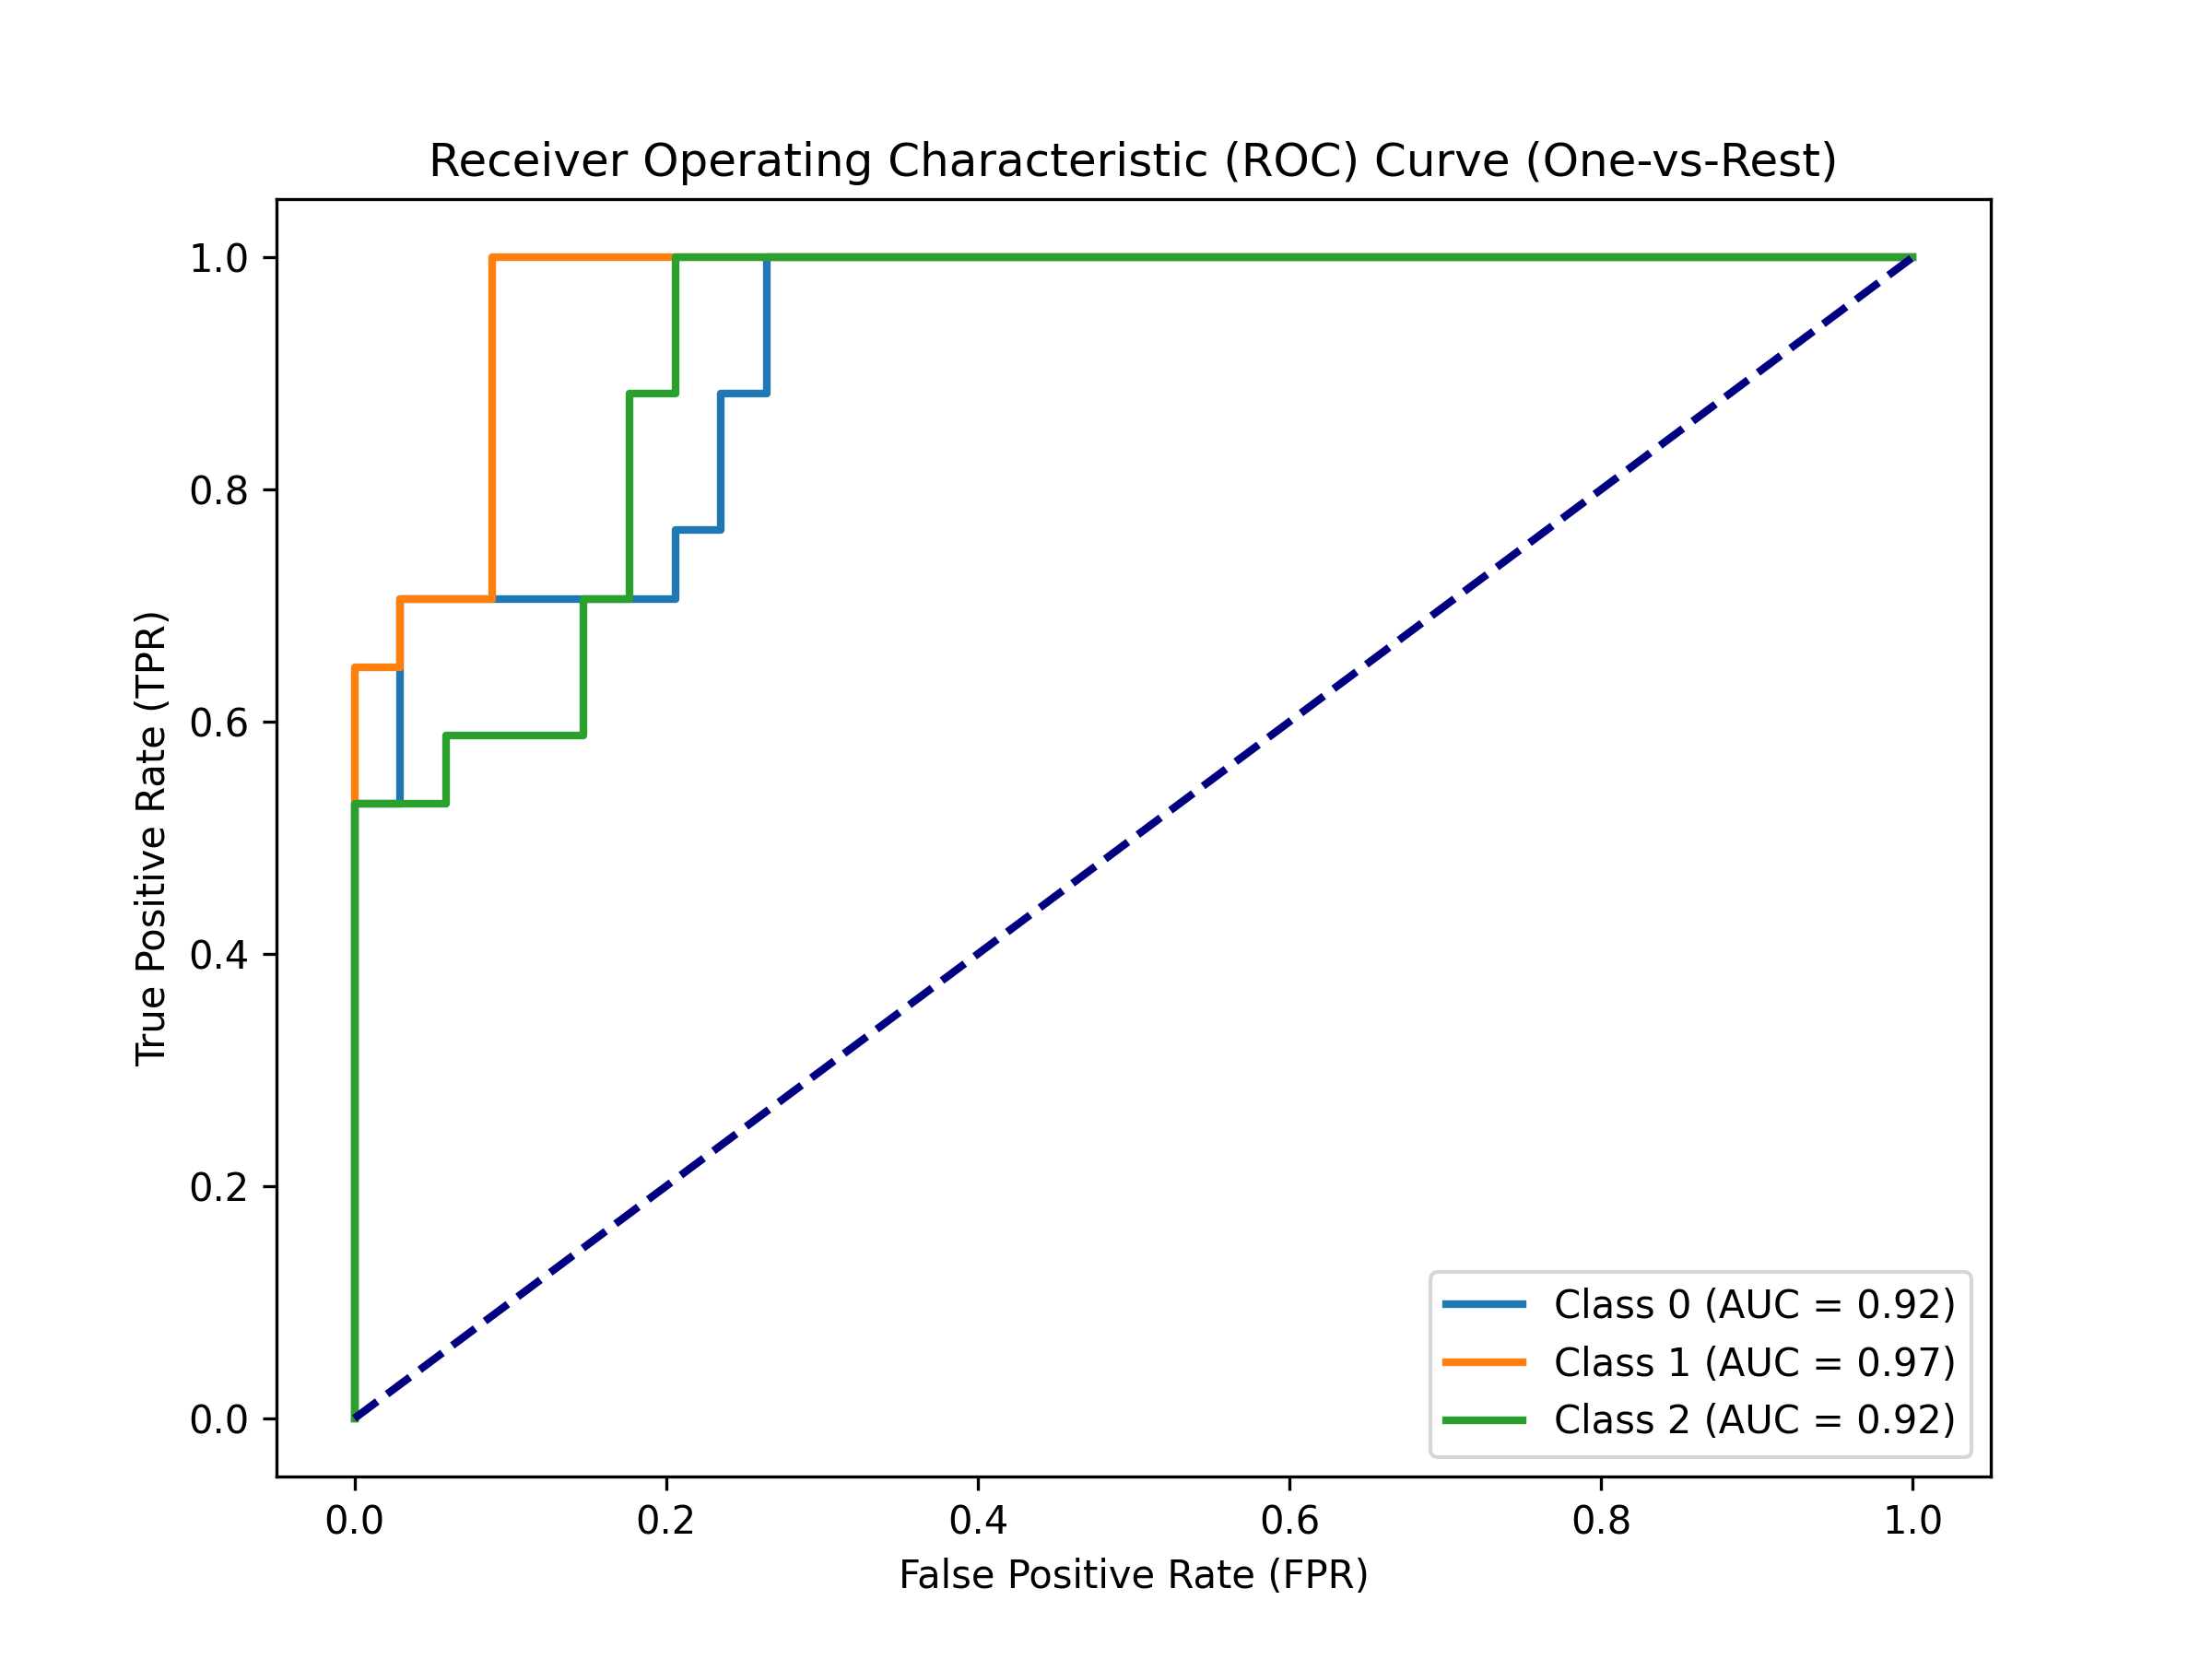 Receiver Operating Characteristic (ROC) Curve (One-vs-Rest)
True Positive Rate (TPR)
1.0
0.8
0.6
0.4
0.2
0.0
0.0 0.2 0.4 0.6 0.8 1.0
False Positive Rate (FPR)
Class 0 (AUC = 0.92)
Class 1 (AUC = 0.97)
Class 2 (AUC = 0.92)